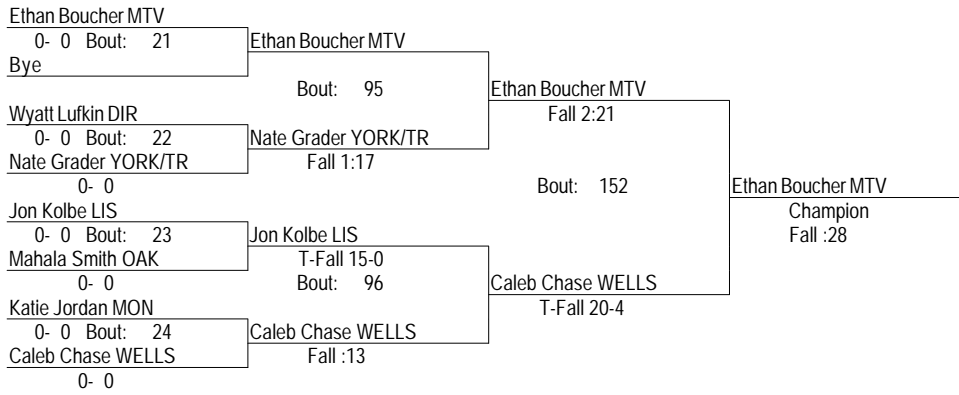 Ethan Boucher MTV
0- 0 Bout: 21
Ethan Boucher MTV
Bye
Bout: 95
Ethan Boucher MTV
Wyatt Lufkin DIR
Fall 2:21
0- 0 Bout: 22
Nate Grader YORK/TR
Nate Grader YORK/TR
Fall 1:17
0- 0
Bout: 152
Ethan Boucher MTV
Jon Kolbe LIS
Champion
0- 0 Bout: 23
Jon Kolbe LIS
Fall :28
Mahala Smith OAK
T-Fall 15-0
0- 0
Bout: 96
Caleb Chase WELLS
Katie Jordan MON
T-Fall 20-4
0- 0 Bout: 24
Caleb Chase WELLS
Caleb Chase WELLS
Fall :13
0- 0